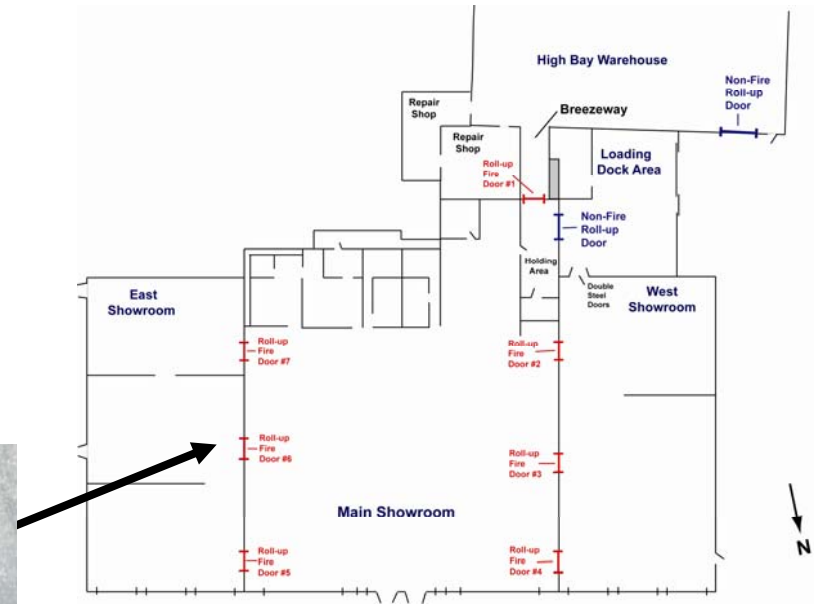 High Bay Warehouse
Non-Fire
Roll-up
Door
Repair
Shop
Breezeway
Repair
Shop
Roll-up
Fire
Door #1
Loading
Dock Area
Non-Fire
Roll-up
Door
Holding
Area
Double
Steel
Doors
East
Showroom
West
Showroom
Roll-up
Fire
Door #7
Roll-up
Fire
Door #2
Roll-up
Fire
Door #6
Roll-up
Fire
Door #3
Main Showroom
Roll-up
Fire
Door #5
Roll-up
Fire
Door #4
N